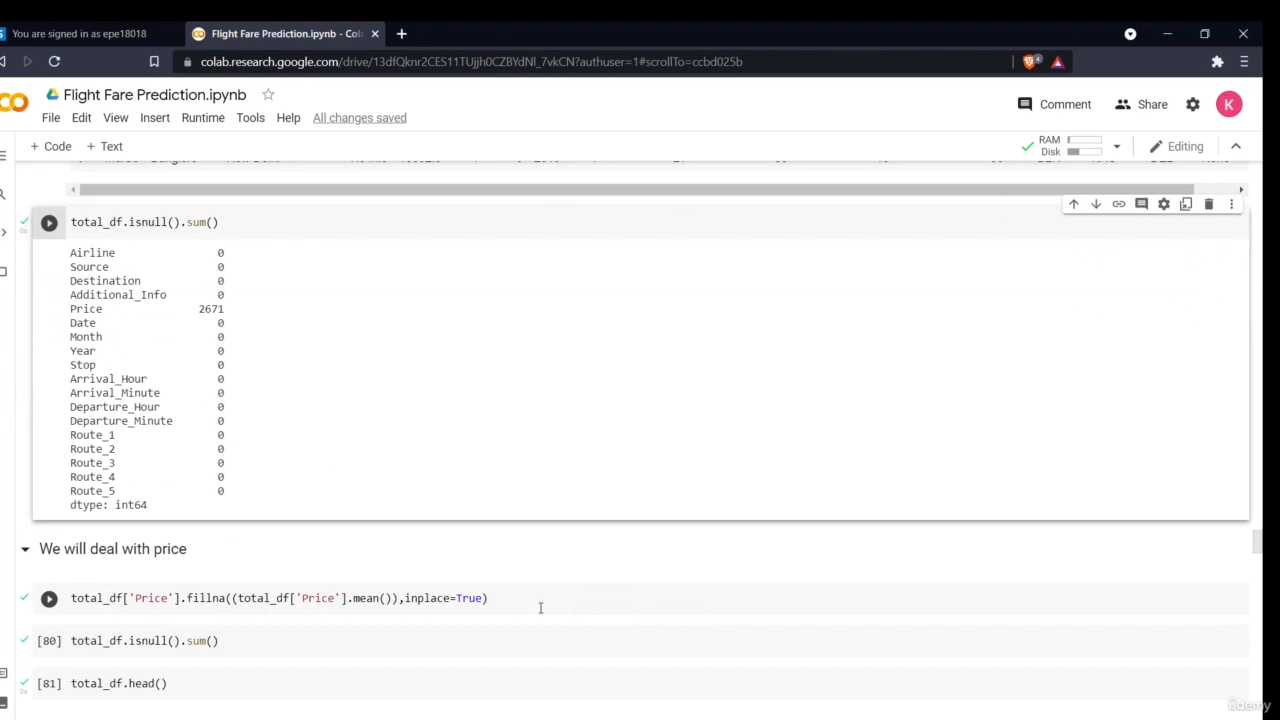 You are signed in as epe18018
Flight Fare Prediction.ipynb - Col
colab.research.google.com/drive/13dfQknr2CES11TUjjh0CZBYdNl_7vkCN?authuser=1#scrollTo=ccbd025b
Flight Fare Prediction.ipynb
Comment
Share
K
File Edit View Insert Runtime Tools Help All changes saved
+ Code + Text
RAM
Disk
Editing
total_df.isnull().sum()
0s
Airline 0
Source 0
Destination 0
Additional_Info 0
Price 2671
Date 0
Month 0
Year 0
Stop 0
Arrival_Hour 0
Arrival_Minute 0
Departure_Hour 0
Departure_Minute 0
Route_1 0
Route_2 0
Route_3 0
Route_4 0
Route_5 0
dtype: int64
We will deal with price
total_df['Price'].fillna((total_df['Price'].mean()),inplace=True)
[80] total_df.isnull().sum()
[81] total_df.head()
0s
ûdemy